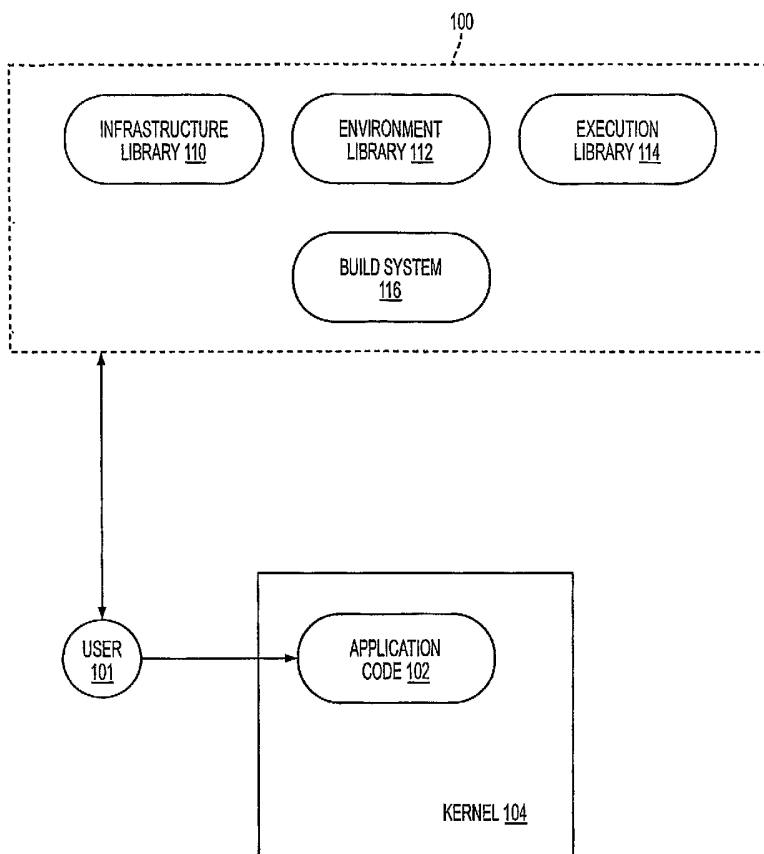 100
INFRASTRUCTURE
LIBRARY 110
ENVIRONMENT
LIBRARY 112
EXECUTION
LIBRARY 114
BUILD SYSTEM
116
USER
101
APPLICATION
CODE 102
KERNEL 104